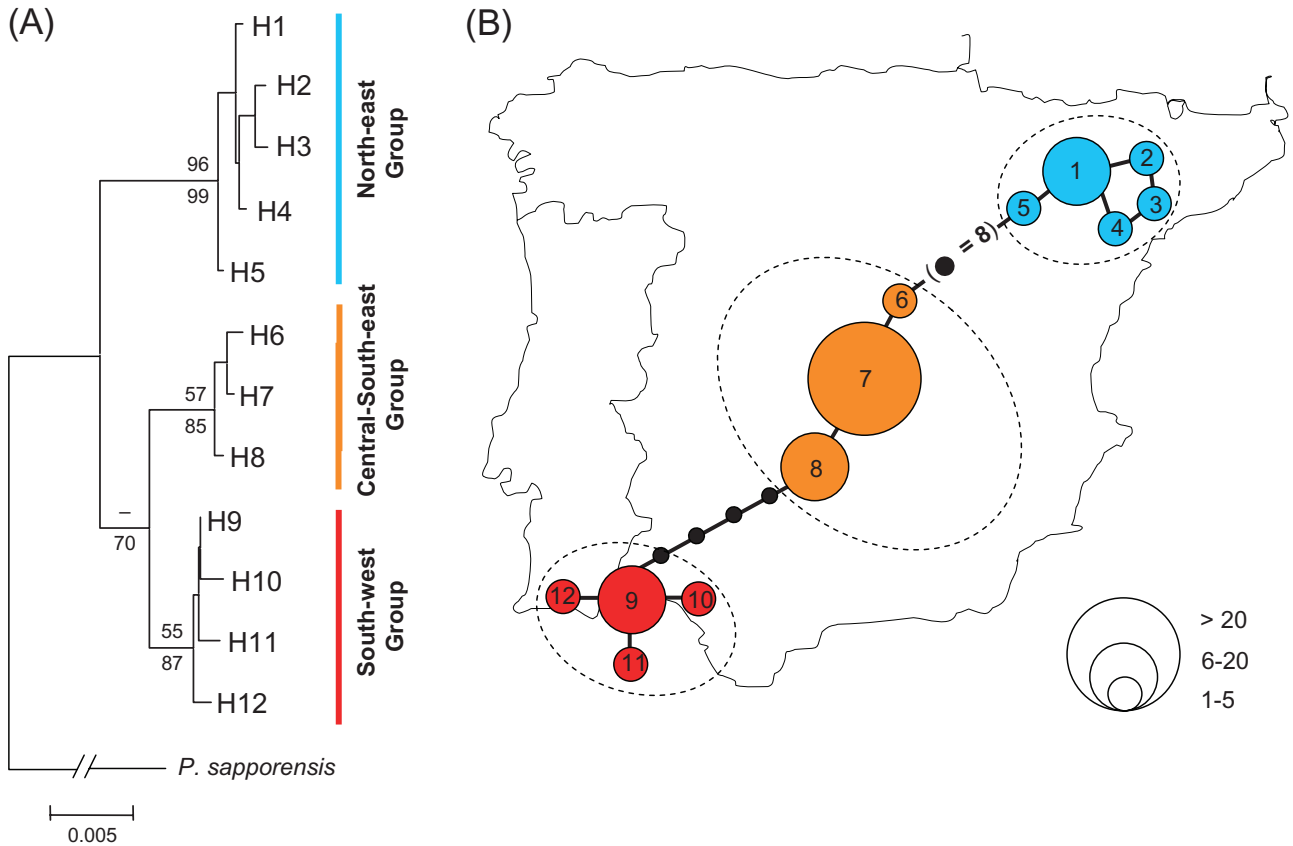 (A)
H1
H2
H3
H4
H5
H6
H7
H8
H9
H10
H11
H12
P. sapporensis
96
99
57
85
–
70
55
87
0.005
North-east
Group
Central-South-east
Group
South-west
Group
(B)
1
2
3
4
5
( = 8)
6
7
8
9
10
11
12
> 20
6-20
1-5